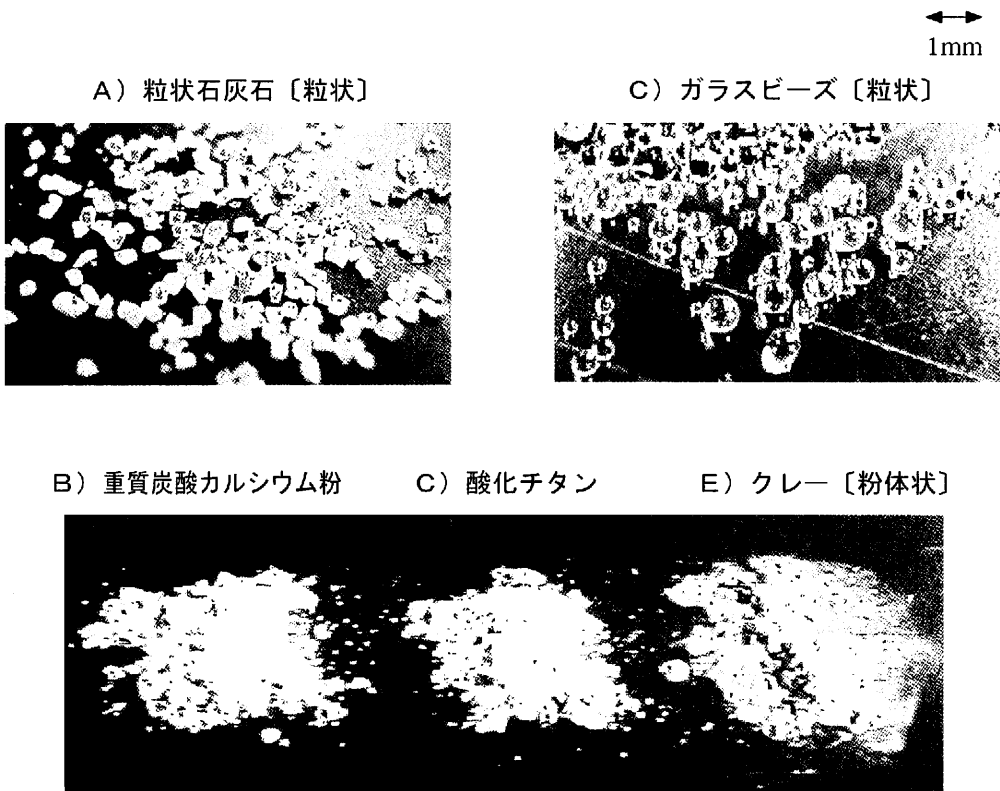 1mm
A）粒状石灰石〔粒状〕
C）ガラスビーズ〔粒状〕
B）重質炭酸カルシウム粉
C）酸化チタン
E）クレー〔粉体状〕